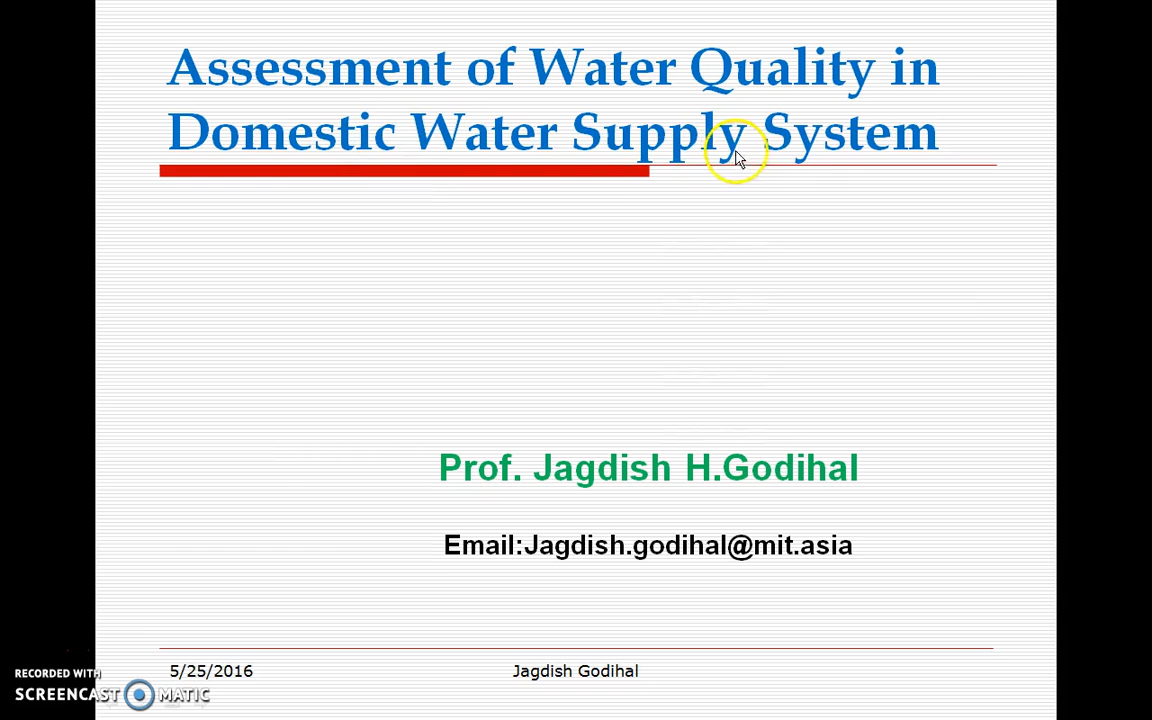 Assessment of Water Quality in
Domestic Water Supply System
Prof. Jagdish H.Godihal
Email:Jagdish.godihal@mit.asia
5/25/2016
Jagdish Godihal
RECORDED WITH
SCREENCAST MATIC